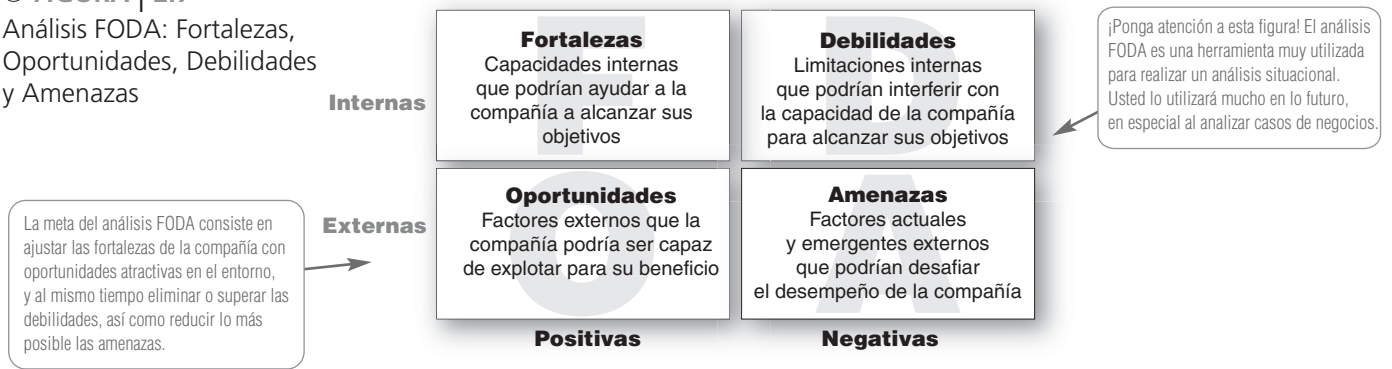 FIGURA | 2.7
Análisis FODA: Fortalezas,
Oportunidades, Debilidades
y Amenazas
Internas
Fortalezas
Capacidades internas
que podrían ayudar a la
compañía a alcanzar sus
objetivos
Debilidades
Limitaciones internas
que podrían interferir con
la capacidad de la compañía
para alcanzar sus objetivos
¡Ponga atención a esta figura! El análisis
FODA es una herramienta muy utilizada
para realizar un análisis situacional.
Usted lo utilizará mucho en lo futuro,
en especial al analizar casos de negocios.
La meta del análisis FODA consiste en
ajustar las fortalezas de la compañía con
oportunidades atractivas en el entorno,
y al mismo tiempo eliminar o superar las
debilidades, así como reducir lo más
posible las amenazas.
Externas
Oportunidades
Factores externos que la
compañía podría ser capaz
de explotar para su beneficio
Amenazas
Factores actuales
y emergentes externos
que podrían desafiar
el desempeño de la compañía
Positivas
Negativas
F
D
O
A